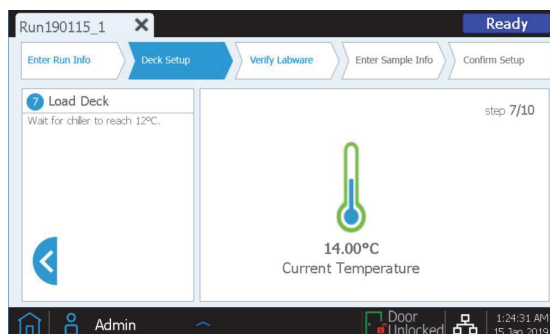 Run190115_1
Ready
Enter Run Info
Deck Setup
Verify Labware
Enter Sample Info
Confirm Setup
7 Load Deck
Wait for chiller to reach 12ºC.
step 7/10
14.00°C
Current Temperature
Admin
Door
Unlocked
1:24:31 AM
15 Jan 2019